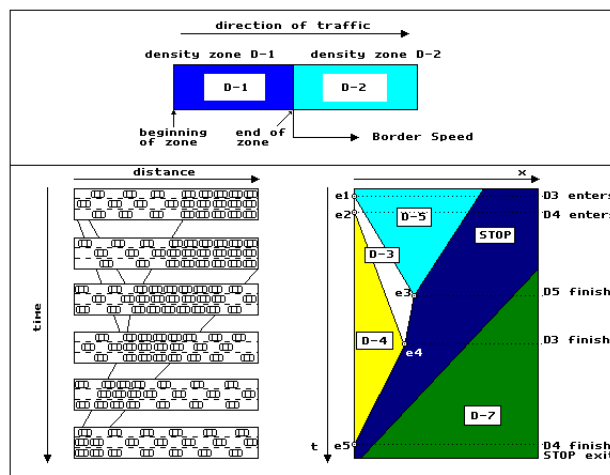 direction of traffic
density zone D-1 density zone D-2
D-1 D-2
beginning of zone
end of zone
Border Speed
distance
time
x
e1 D3 enters
e2 D4 enters
D-5
STOP
D-3
e3 D5 finish
D-4 D3 finish
e4
D-7
t e5 D4 finish
STOP exit